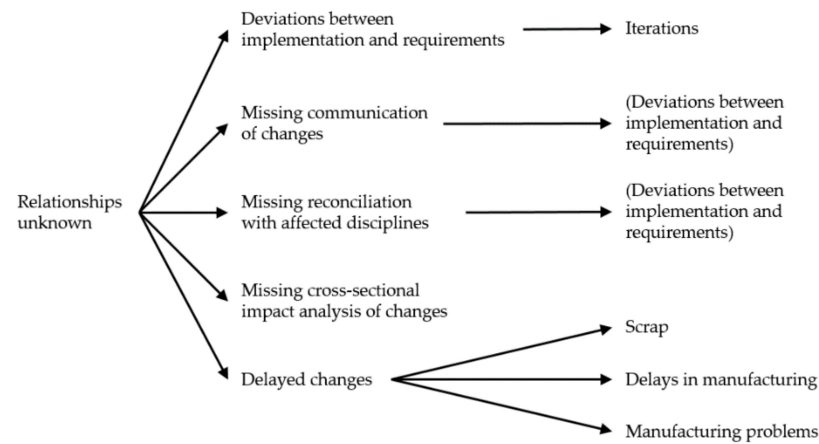 Relationships
unknown
Deviations between
implementation and requirements
Iterations
Missing communication
of changes
(Deviations between
implementation and
requirements)
Missing reconciliation
with affected disciplines
(Deviations between
implementation and
requirements)
Missing cross-sectional
impact analysis of changes
Delayed changes
Scrap
Delays in manufacturing
Manufacturing problems